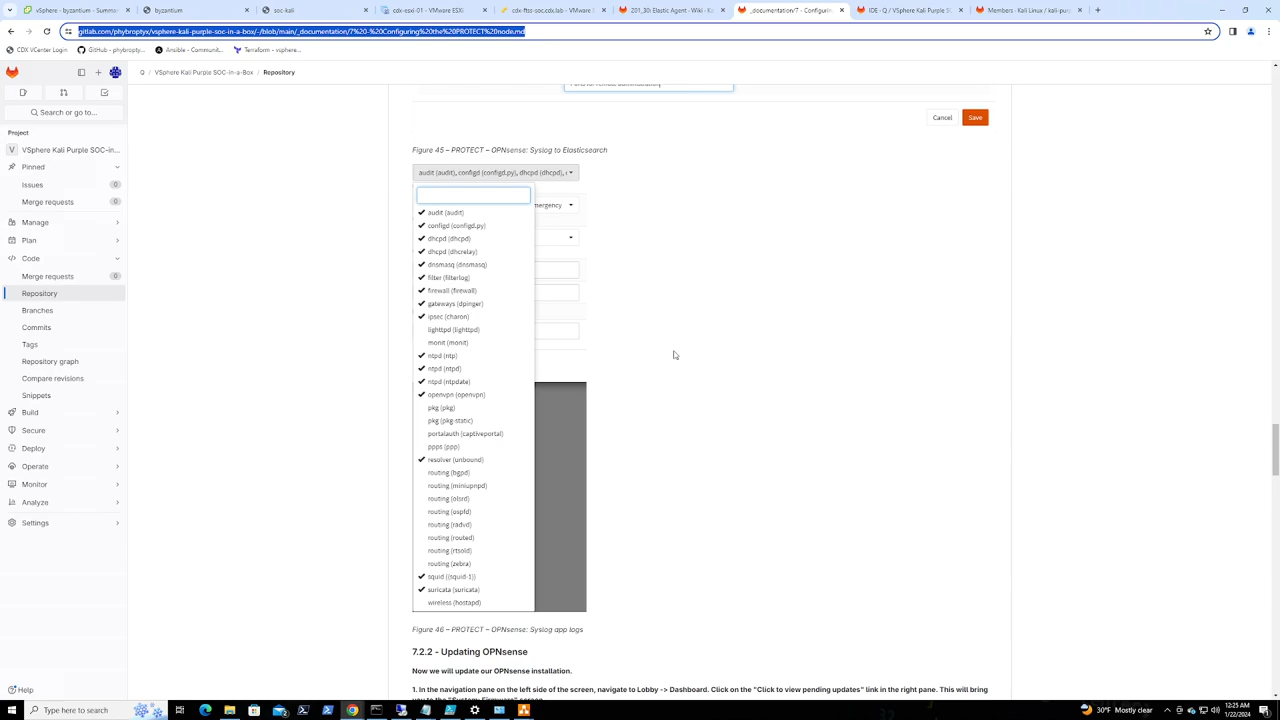 byzantium - Summar
byzantium
soc-kali
cdx-esxi-01 - VMware ESXi
cdx-ftss-soc.cdx.lab - VMware
201_30: Elastic Agent - Wiki - Ka
_documentation/7 - Configurin
IDE - Q / VSphere Kali Purple S
Members - Kali Linux / kali-pur
gitlab.com/phybroptyx/vsphere-kali-purple-soc-in-a-box/-/blob/main/_documentation/7%20-%20Configuring%20the%20PROTECT%20node.md
CDX VCenter Login
GitHub - phybropty...
Ansible - Communit...
Terraform - vsphere...
Q / VSphere Kali Purple SOC-in-a-Box / Repository
Search or go to...
Project
V VSphere Kali Purple SOC-in-...
Pinned
Issues 0
Merge requests 0
Manage
Plan
Code
Merge requests 0
Repository
Branches
Commits
Tags
Repository graph
Compare revisions
Snippets
Build
Secure
Deploy
Operate
Monitor
Analyze
Settings
Help
Cancel Save
Figure 45 – PROTECT – OPNsense: Syslog to Elasticsearch
audit (audit), configd (configd.py), dhcpd (dhcpd), c
mergency
audit (audit)
configd (configd.py)
dhcpd (dhcpd)
dhcpd (dhcrelay)
dnsmasq (dnsmasq)
filter (filterlog)
firewall (firewall)
gateways (dpinger)
ipsec (charon)
lighttpd (lighttpd)
monit (monit)
ntpd (ntp)
ntpd (ntpd)
ntpd (ntpdate)
openvpn (openvpn)
pkg (pkg)
pkg (pkg-static)
portalauth (captiveportal)
ppps (ppp)
resolver (unbound)
routing (bgpd)
routing (miniupnpd)
routing (olsrd)
routing (ospfd)
routing (radvd)
routing (routed)
routing (rtsold)
routing (zebra)
squid ((squid-1))
suricata (suricata)
wireless (hostapd)
Figure 46 – PROTECT – OPNsense: Syslog app logs
7.2.2 - Updating OPNsense
Now we will update our OPNsense installation.
1. In the navigation pane on the left side of the screen, navigate to Lobby -> Dashboard. Click on the "Click to view pending updates" link in the right pane. This will bring
Type here to search
30°F Mostly clear
12:25 AM
1/22/2024